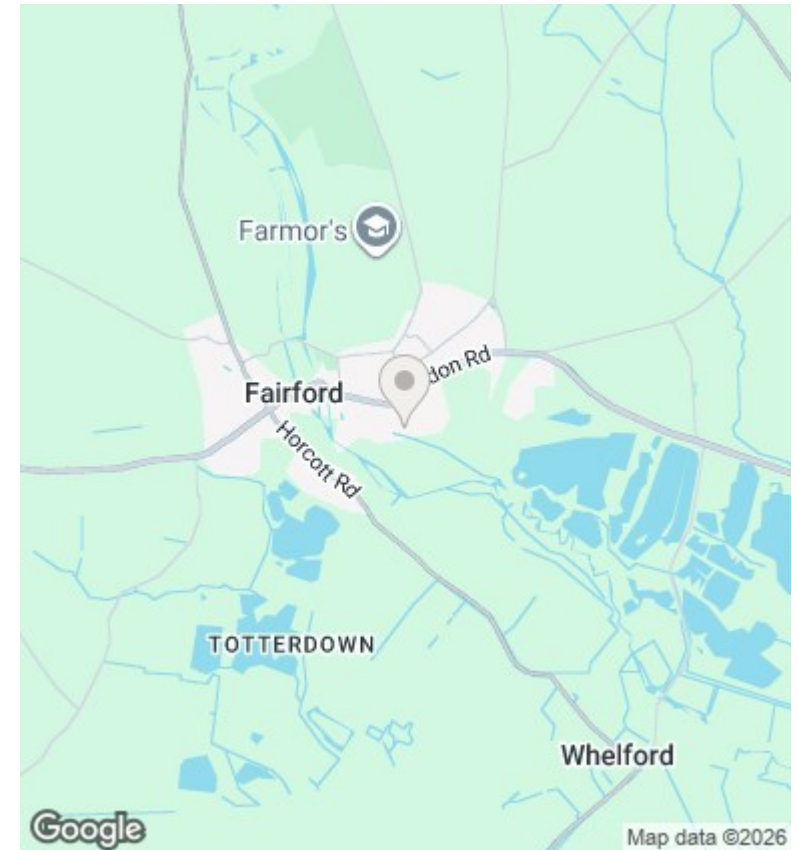 Farmor's
don Rd
Fairford
Horcott Rd
TOTTERDOWN
Whelford
Google
Map data ©2026